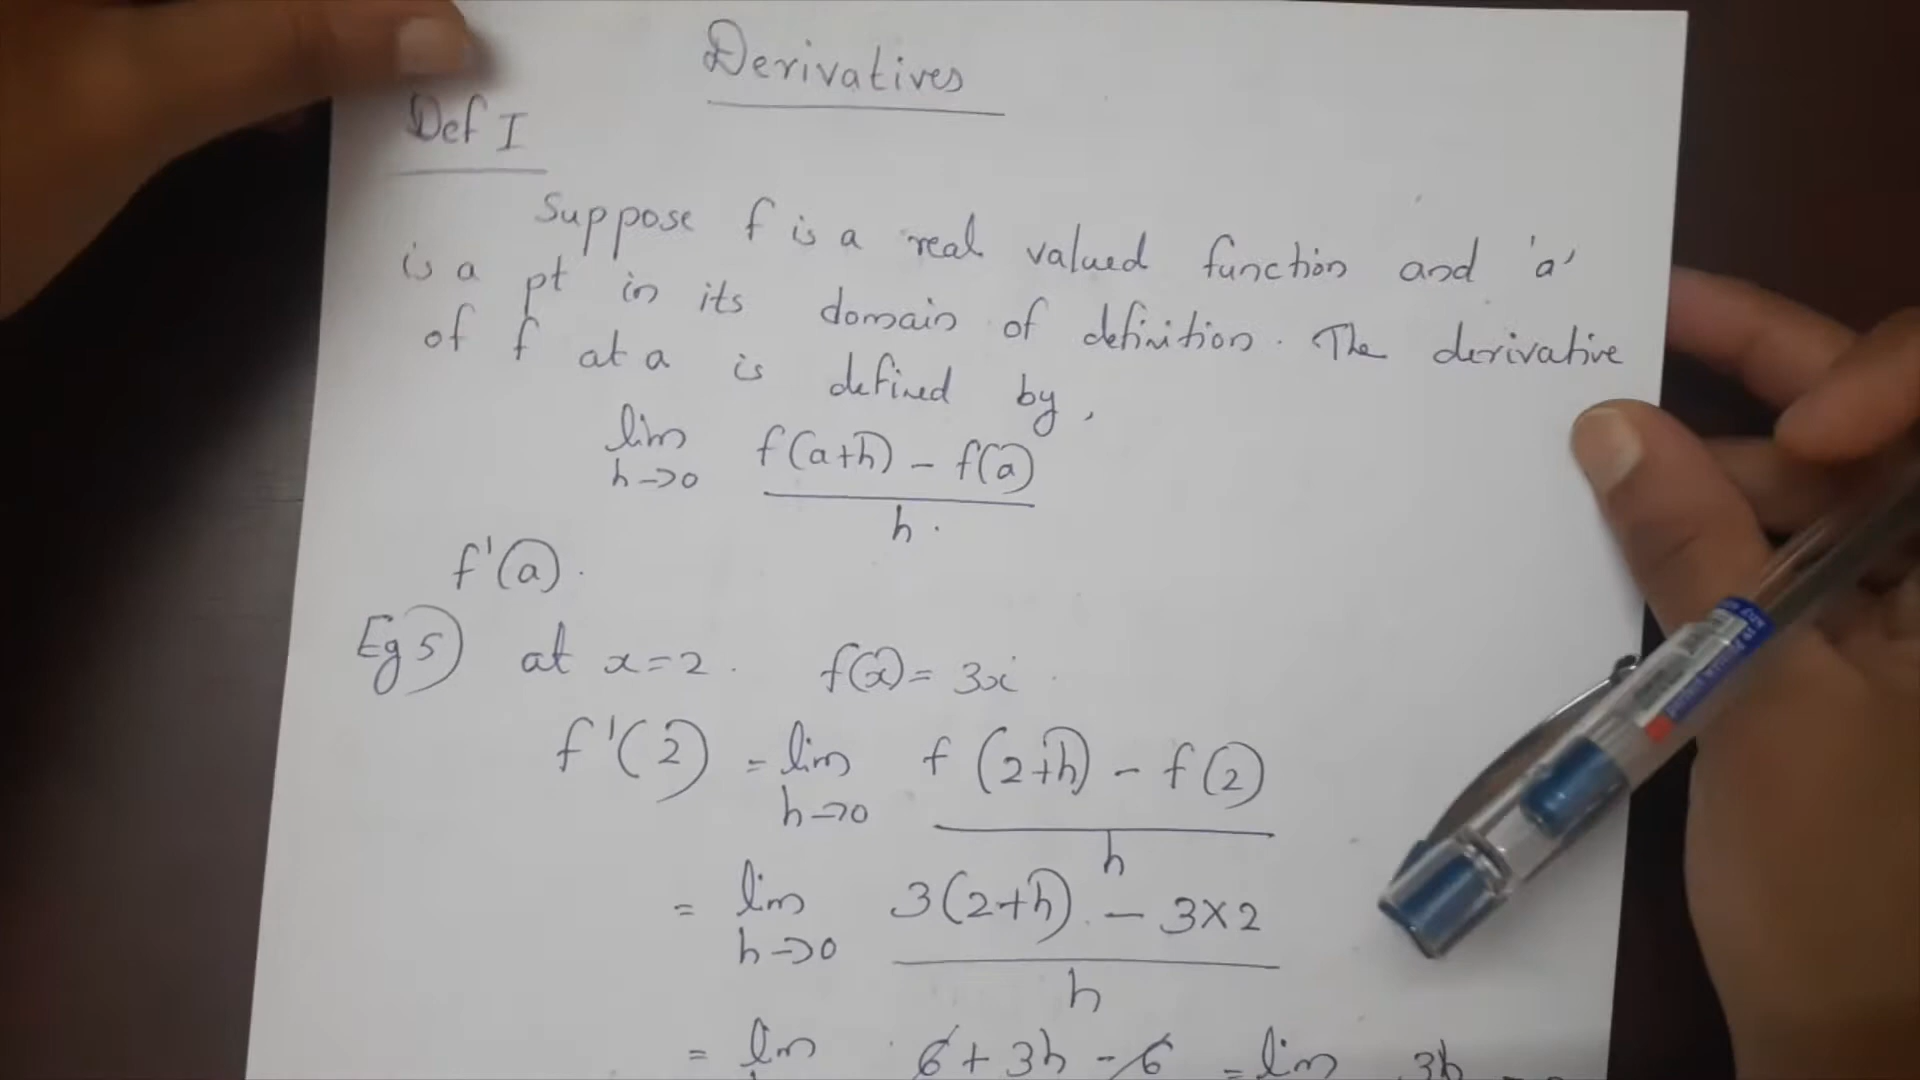 Derivatives
Def I
Suppose f is a real valued function and 'a'
is a pt in its domain of definition. The derivative
of f at a is defined by,
lim f(a+h) - f(a)
h→0 h.
f'(a).
Eg 5) at x=2. f(x)= 3x
f'(2) = lim f(2+h) - f(2)
h→0 h
= lim 3(2+h) - 3×2
h→0 h
= lim 6+3h-6 = lim 3h